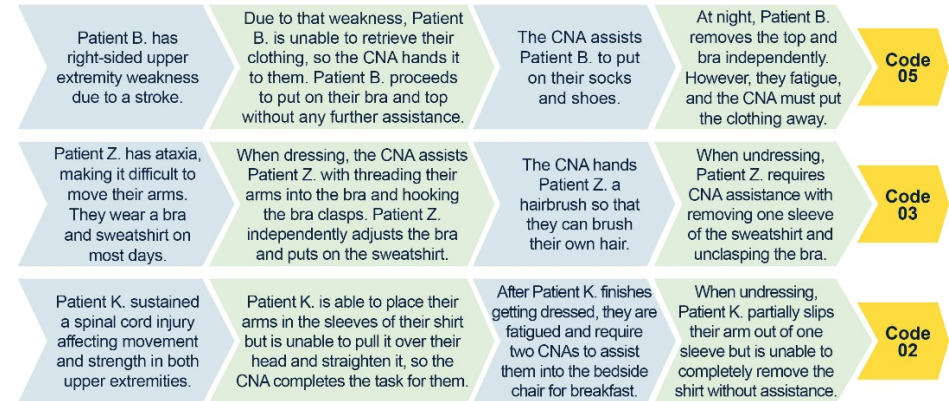 Patient B. has
right-sided upper
extremity weakness
due to a stroke.
Due to that weakness, Patient
B. is unable to retrieve their
clothing, so the CNA hands it
to them. Patient B. proceeds
to put on their bra and top
without any further assistance.
The CNA assists
Patient B. to put
on their socks
and shoes.
At night, Patient B.
removes the top and
bra independently.
However, they fatigue,
and the CNA must put
the clothing away.
Code
05
Patient Z. has ataxia,
making it difficult to
move their arms.
They wear a bra
and sweatshirt on
most days.
When dressing, the CNA assists
Patient Z. with threading their
arms into the bra and hooking
the bra clasps. Patient Z.
independently adjusts the bra
and puts on the sweatshirt.
The CNA hands
Patient Z. a
hairbrush so that
they can brush
their own hair.
When undressing,
Patient Z. requires
CNA assistance with
removing one sleeve
of the sweatshirt and
unclasping the bra.
Code
03
Patient K. sustained
a spinal cord injury
affecting movement
and strength in both
upper extremities.
Patient K. is able to place their
arms in the sleeves of their shirt
but is unable to pull it over their
head and straighten it, so the
CNA completes the task for them.
After Patient K. finishes
getting dressed, they are
fatigued and require
two CNAs to assist
them into the bedside
chair for breakfast.
When undressing,
Patient K. partially slips
their arm out of one
sleeve but is unable to
completely remove the
shirt without assistance.
Code
02